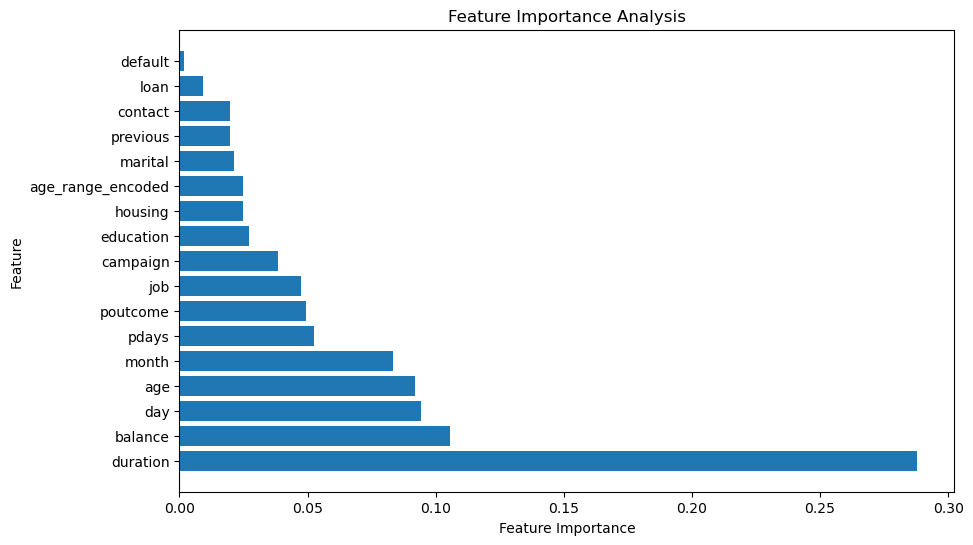 Feature Importance Analysis
default
loan
contact
previous
marital
age_range_encoded
housing
education
campaign
job
poutcome
pdays
month
age
day
balance
duration
Feature
0.00 0.05 0.10 0.15 0.20 0.25 0.30
Feature Importance